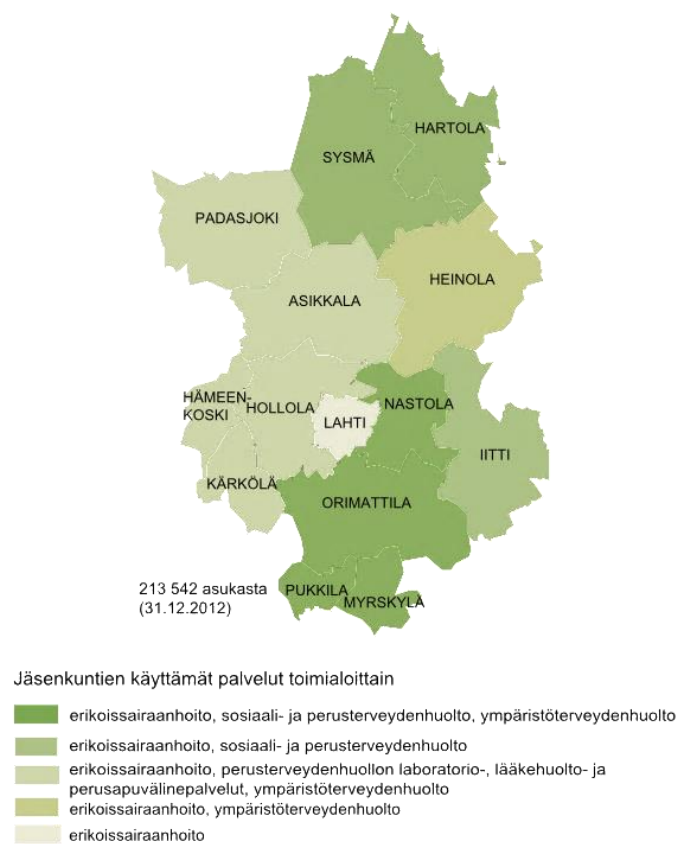 HARTOLA
SYSMÄ
PADASJOKI
HEINOLA
ASIKKALA
HÄMEEN-
KOSKI
HOLLOLA
NASTOLA
LAHTI
IITTI
KÄRKÖLÄ
ORIMATTILA
213 542 asukasta
(31.12.2012)
PUKKILA
MYRSKYLÄ
Jäsenkuntien käyttämät palvelut toimialoittain
erikoissairaanhoito, sosiaali- ja perusterveydenhuolto, ympäristöterveydenhuolto
erikoissairaanhoito, sosiaali- ja perusterveydenhuolto
erikoissairaanhoito, perusterveydenhuollon laboratorio-, lääkehuolto- ja
perusapuvälinepalvelut, ympäristöterveydenhuolto
erikoissairaanhoito, ympäristöterveydenhuolto
erikoissairaanhoito